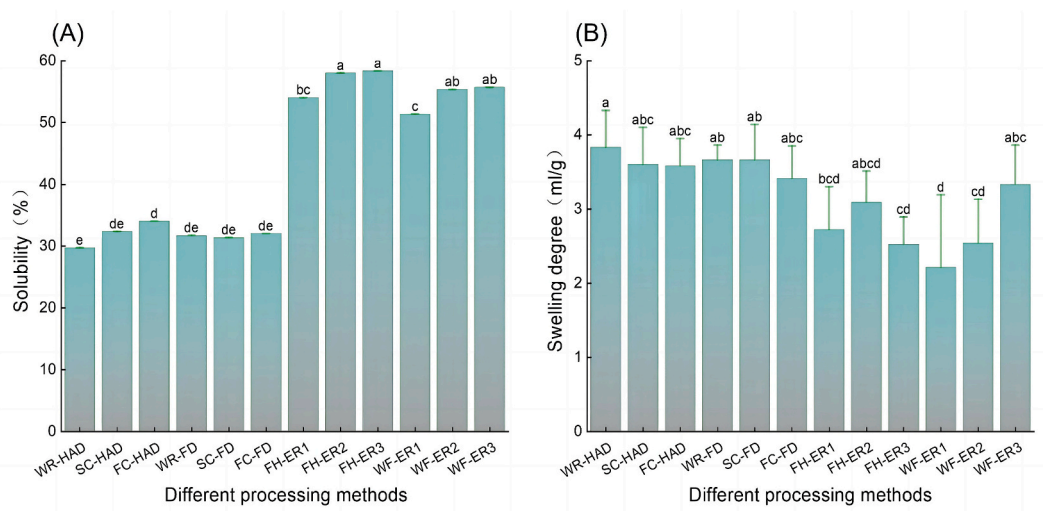 (A)
Solubility（%）
60
50
40
30
20
10
0
e
de
d
de
de
de
bc
a
a
c
ab
ab
WR-HAD
SC-HAD
FC-HAD
WR-FD
SC-FD
FC-FD
FH-ER1
FH-ER2
FH-ER3
WF-ER1
WF-ER2
WF-ER3
Different processing methods
(B)
Swelling degree（ml/g）
5
4
3
2
1
0
a
abc
abc
ab
ab
abc
bcd
abcd
cd
d
cd
abc
WR-HAD
SC-HAD
FC-HAD
WR-FD
SC-FD
FC-FD
FH-ER1
FH-ER2
FH-ER3
WF-ER1
WF-ER2
WF-ER3
Different processing methods